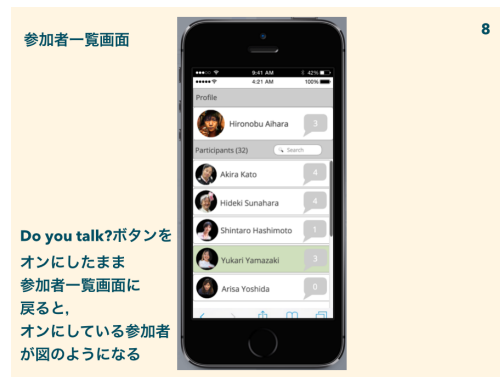 参加者一覧画面
8
9:41 AM
42%
4:21 AM
100%
Profile
Hironobu Aihara
3
Participants (32)
Search
Akira Kato
4
Hideki Sunahara
4
Shintaro Hashimoto
1
Yukari Yamazaki
3
Arisa Yoshida
0
Do you talk?ボタンを
オンにしたまま
参加者一覧画面に
戻ると,
オンにしている参加者
が図のようになる